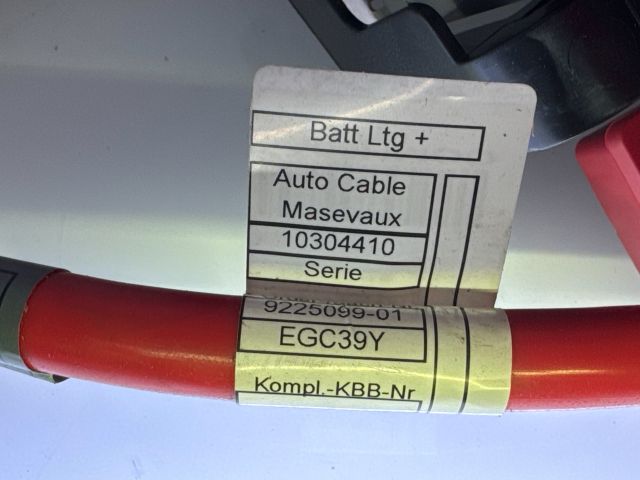 Batt Ltg +
Auto Cable
Masevaux
10304410
Serie
9225099-01
EGC39Y
Kompl.-KBB-Nr